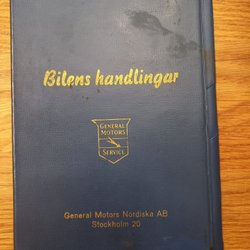 Bilens handlingar
GENERAL
MOTORS
SERVICE
General Motors Nordiska AB
Stockholm 20